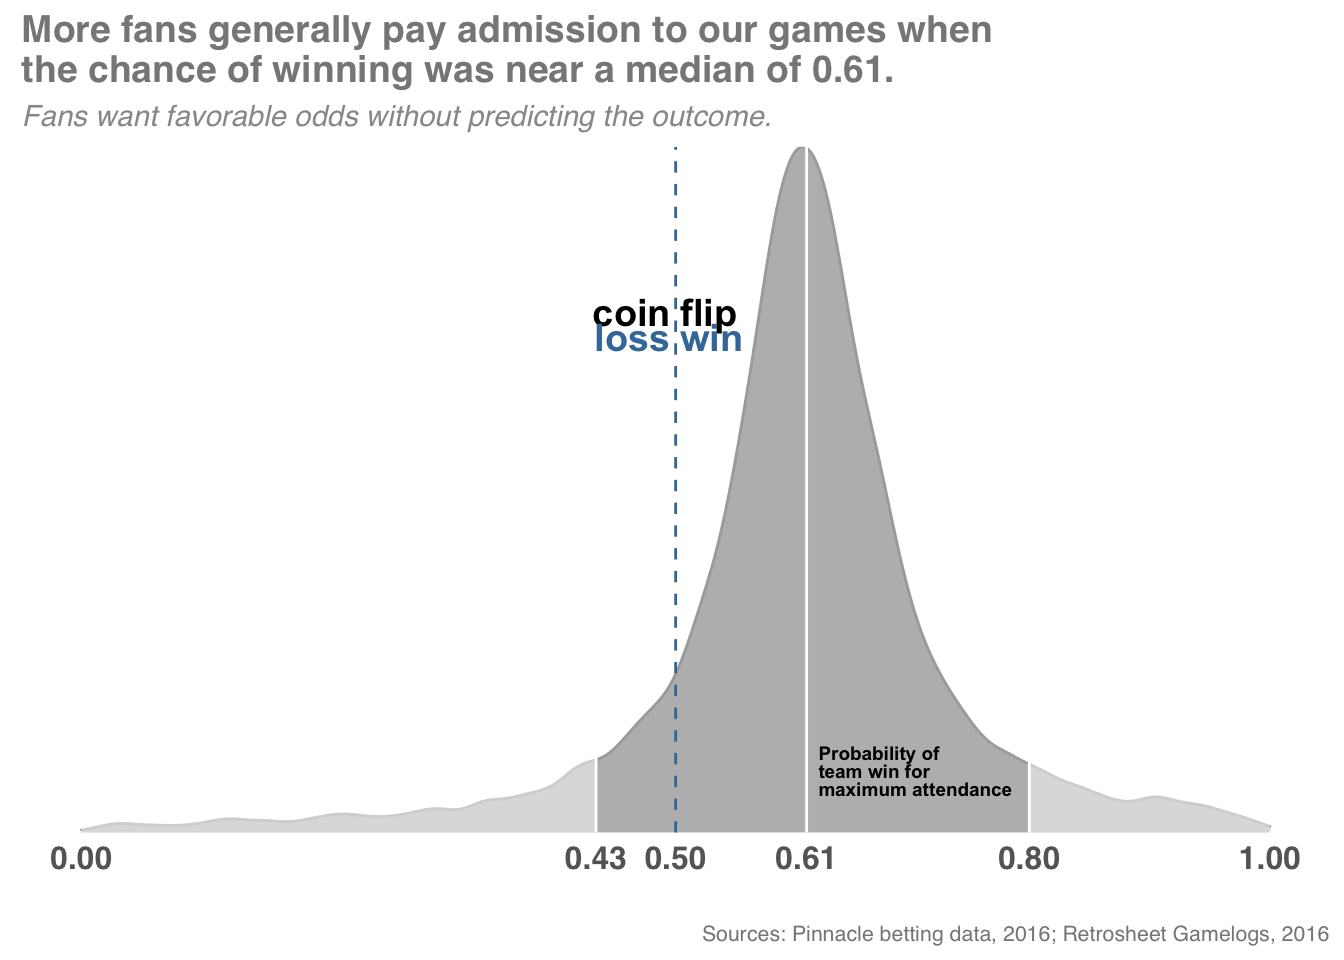 More fans generally pay admission to our games when
the chance of winning was near a median of 0.61.
Fans want favorable odds without predicting the outcome.
coin flip
loss win
Probability of
team win for
maximum attendance
0.00 0.43 0.50 0.61 0.80 1.00
Sources: Pinnacle betting data, 2016; Retrosheet Gamelogs, 2016